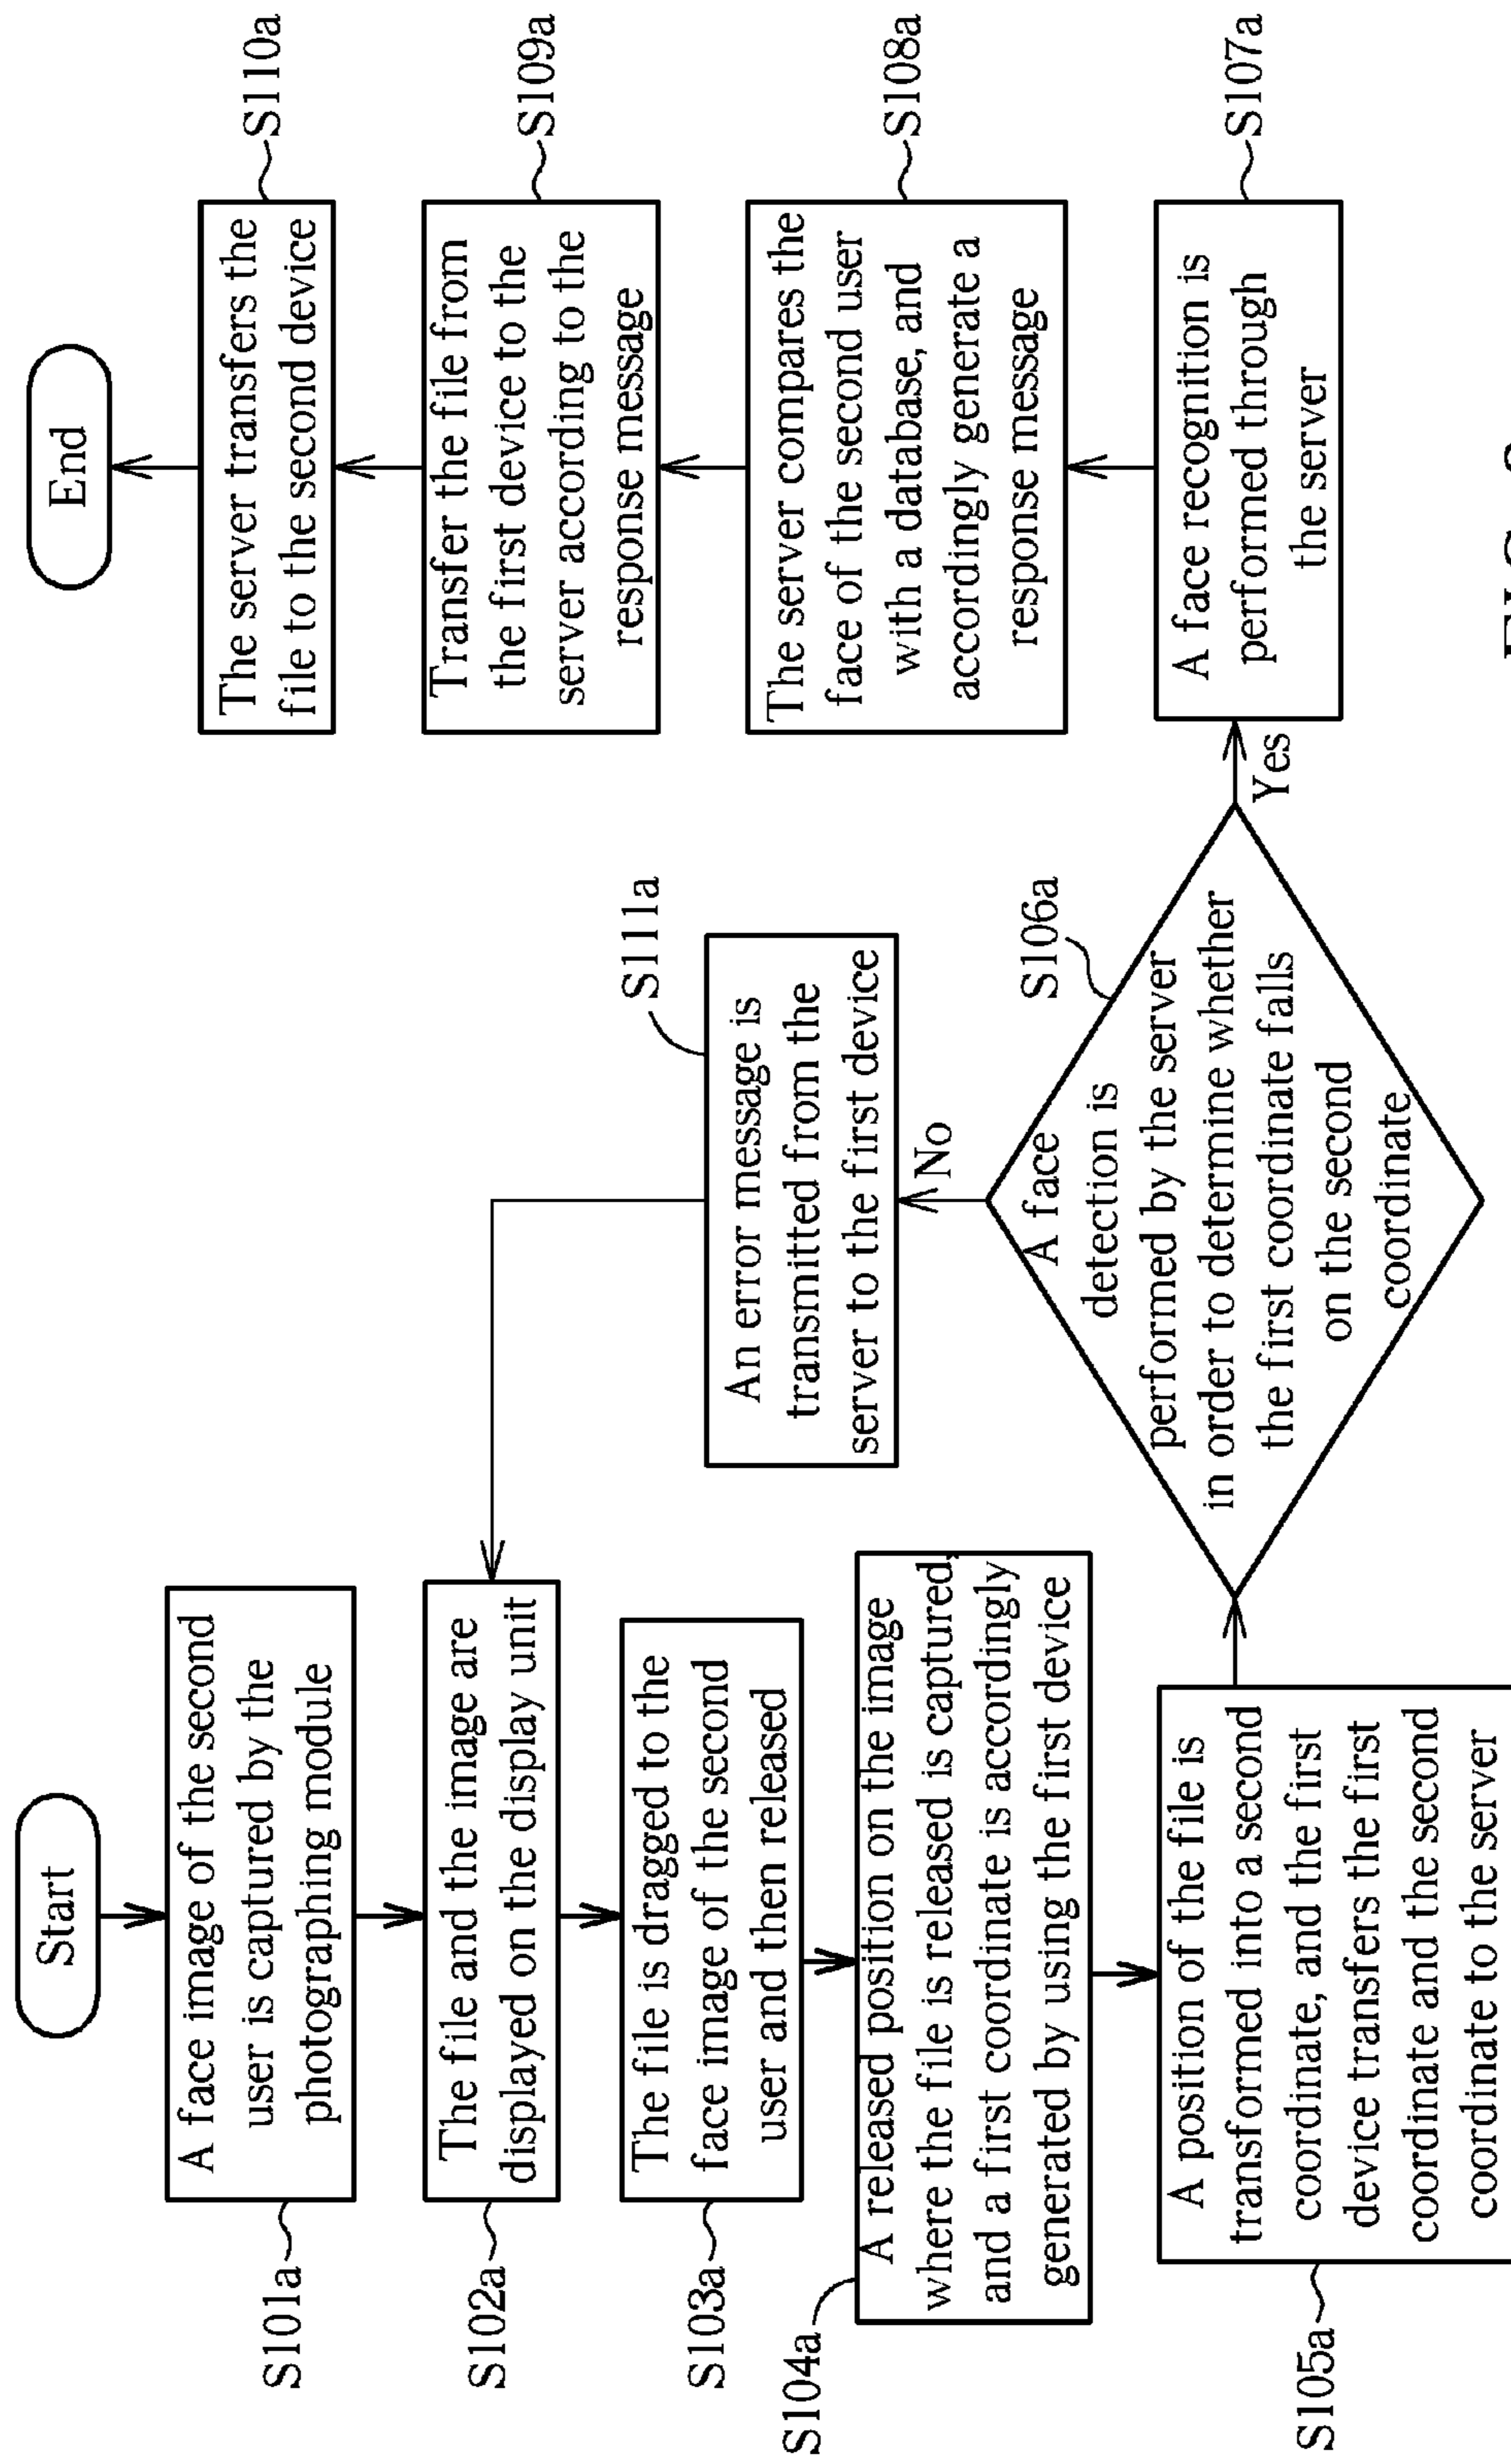 Start
A face image of the second
user is captured by the
photographing module
S101a
The file and the image are
displayed on the display unit
S102a
The file is dragged to the
face image of the second
user and then released
S103a
A released position on the image
where the file is released is captured,
and a first coordinate is accordingly
generated by using the first device
S104a
A position of the file is
transformed into a second
coordinate, and the first
device transfers the first
coordinate and the second
coordinate to the server
S105a
A face
detection is
performed by the server
in order to determine whether
the first coordinate falls
on the second
coordinate
S106a
No
Yes
An error message is
transmitted from the
server to the first device
S111a
A face recognition is
performed through
the server
S107a
The server compares the
face of the second user
with a database, and
accordingly generate a
response message
S108a
Transfer the file from
the first device to the
server according to the
response message
S109a
The server transfers the
file to the second device
S110a
End